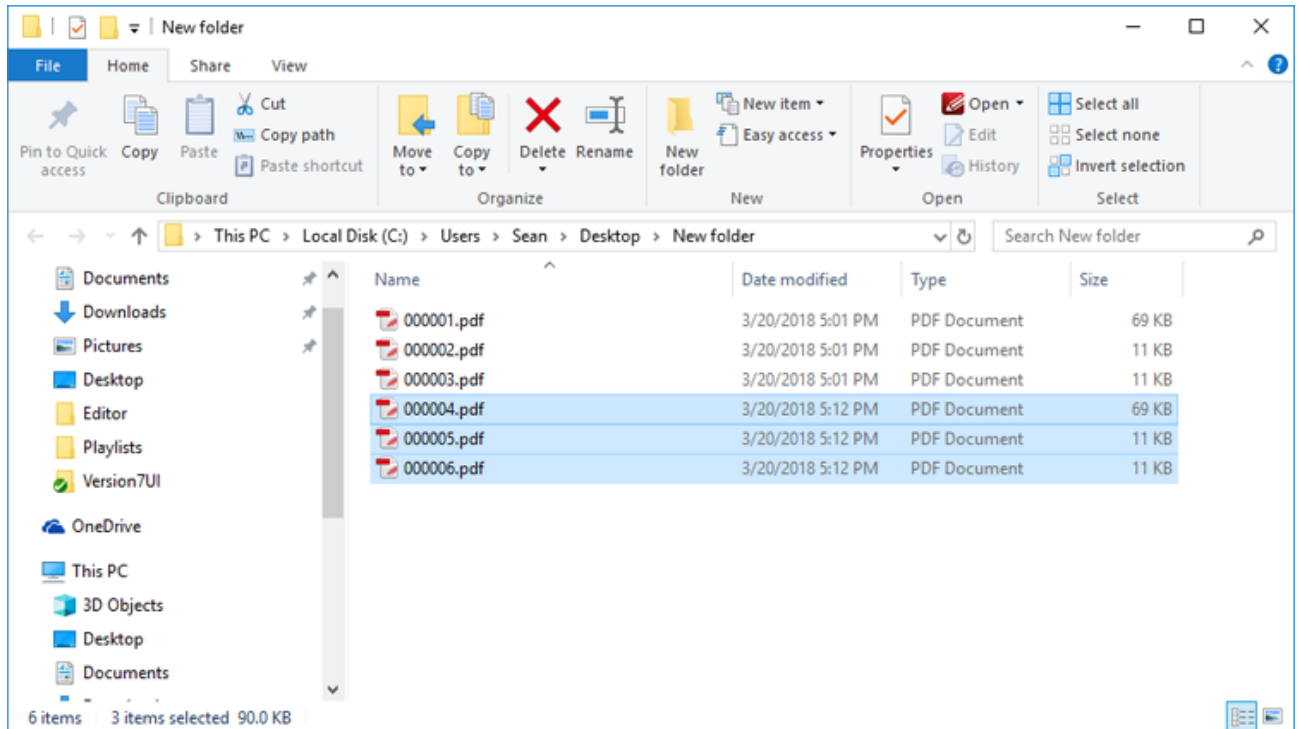 New folder
File Home Share View
Pin to Quick access
Copy
Paste
Cut
Copy path
Paste shortcut
Clipboard
Move to
Copy to
Delete
Rename
Organize
New folder
New item
Easy access
New
Properties
Open
Edit
History
Open
Select all
Select none
Invert selection
Select
This PC > Local Disk (C:) > Users > Sean > Desktop > New folder
Search New folder
Documents
Downloads
Pictures
Desktop
Editor
Playlists
Version7UI
OneDrive
This PC
3D Objects
Desktop
Documents
Name Date modified Type Size
000001.pdf 3/20/2018 5:01 PM PDF Document 69 KB
000002.pdf 3/20/2018 5:01 PM PDF Document 11 KB
000003.pdf 3/20/2018 5:01 PM PDF Document 11 KB
000004.pdf 3/20/2018 5:12 PM PDF Document 69 KB
000005.pdf 3/20/2018 5:12 PM PDF Document 11 KB
000006.pdf 3/20/2018 5:12 PM PDF Document 11 KB
6 items 3 items selected 90.0 KB